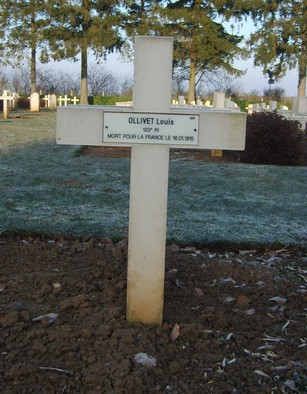 OLLIVET Louis
123° RI
MORT POUR LA FRANCE LE 16.01.1915